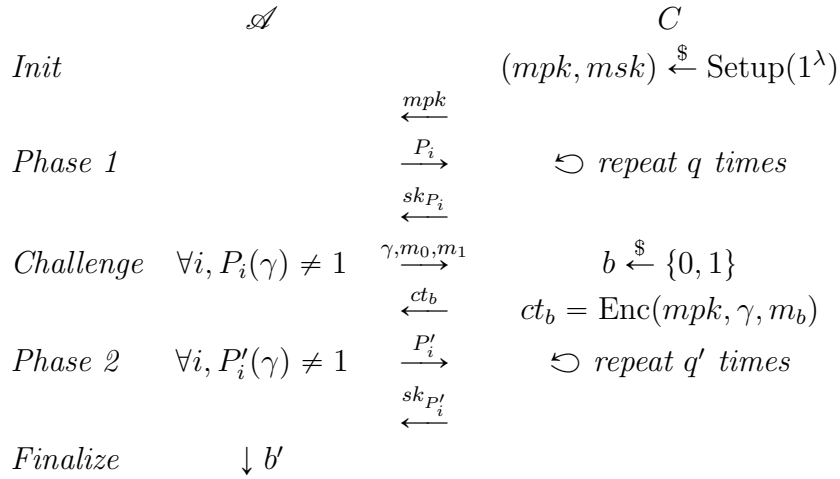 𝒜 C
Init (mpk, msk) ←$ Setup(1^λ)
←mpk
Phase 1 →P_i ↺ repeat q times
←sk_{P_i}
Challenge ∀i, P_i(γ) ≠ 1 →γ,m_0,m_1 b ←$ {0, 1}
←ct_b ct_b = Enc(mpk, γ, m_b)
Phase 2 ∀i, P'_i(γ) ≠ 1 →P'_i ↺ repeat q' times
←sk_{P'_i}
Finalize ↓ b'